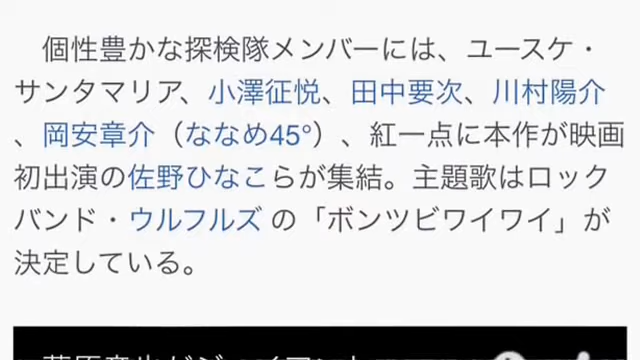 個性豊かな探検隊メンバーには、ユースケ・
サンタマリア、小澤征悦、田中要次、川村陽介
、岡安章介（ななめ45°）、紅一点に本作が映画
初出演の佐野ひなこらが集結。主題歌はロック
バンド・ウルフルズ の「ボンツビワイワイ」が
決定している。